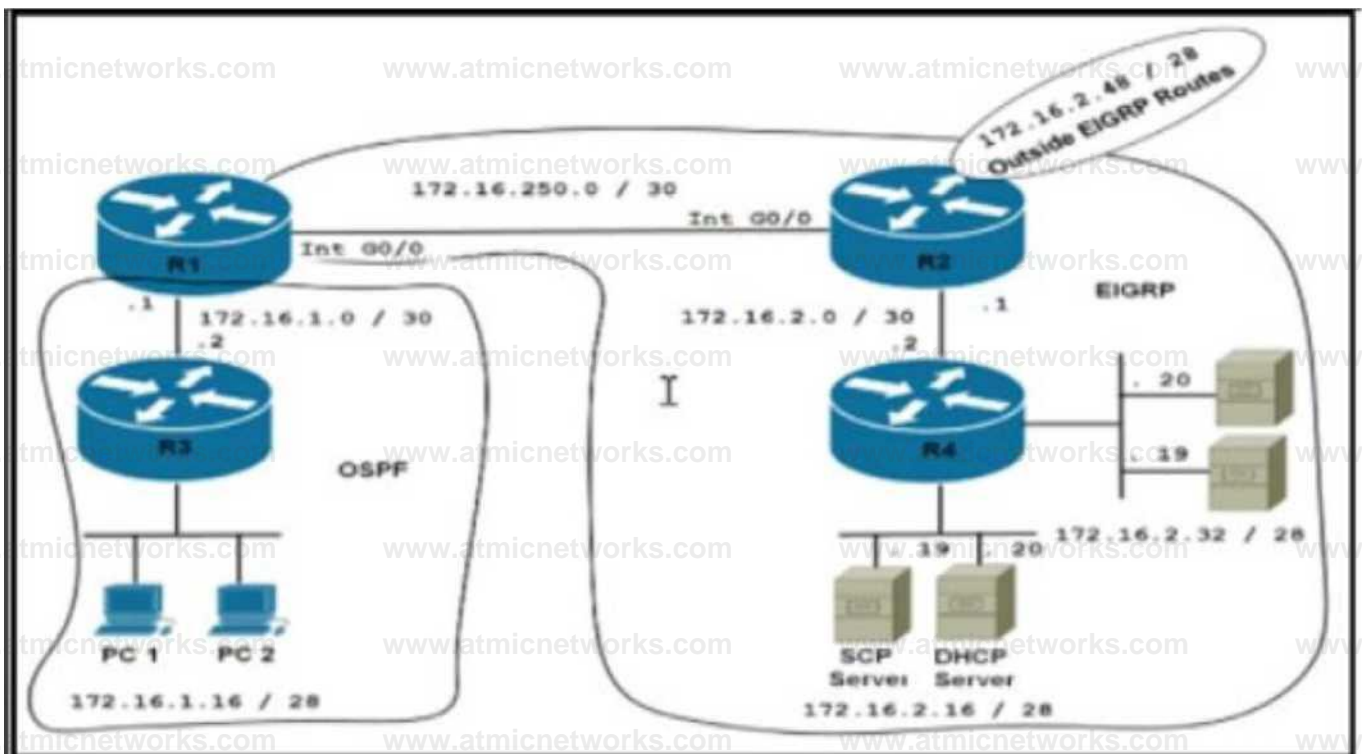 www.atmicnetworks.com
172.16.2.48 / 28
Outside EIGRP Routes
172.16.250.0 / 30
Int G0/0
Int G0/0
R1
R2
EIGRP
.1
172.16.1.0 / 30
.2
172.16.2.0 / 30
.1
.2
R3
R4
. 20
. 19
OSPF
172.16.2.32 / 28
. 19
. 20
PC 1
PC 2
SCP
Server
DHCP
Server
172.16.1.16 / 28
172.16.2.16 / 28